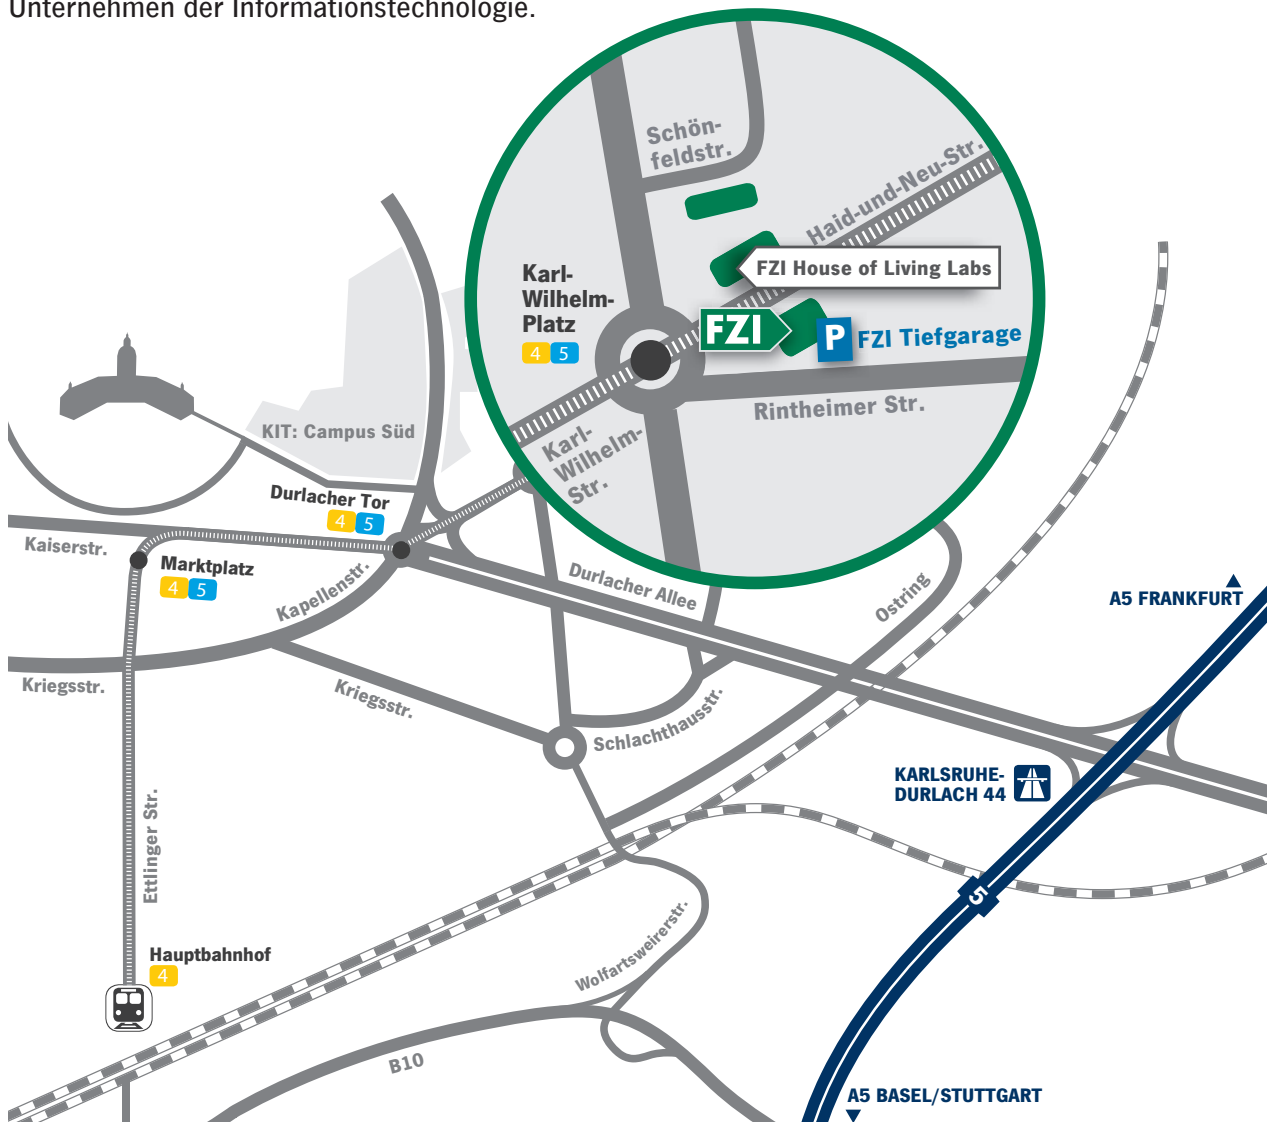 Unternehmen der Informationstechnologie.
Schön-
feldstr.
Haid-und-Neu-Str.
FZI House of Living Labs
Karl-
Wilhelm-
Platz
4 5
FZI
P FZI Tiefgarage
Rintheimer Str.
Karl-
Wilhelm-
Str.
KIT: Campus Süd
Durlacher Tor
4 5
Kaiserstr.
Marktplatz
4 5
Kapellenstr.
Durlacher Allee
Ostring
A5 FRANKFURT
Kriegsstr.
Kriegsstr.
Schlachthausstr.
KARLSRUHE-
DURLACH 44
Ettlinger Str.
5
Wolfartsweirerstr.
Hauptbahnhof
4
B10
A5 BASEL/STUTTGART